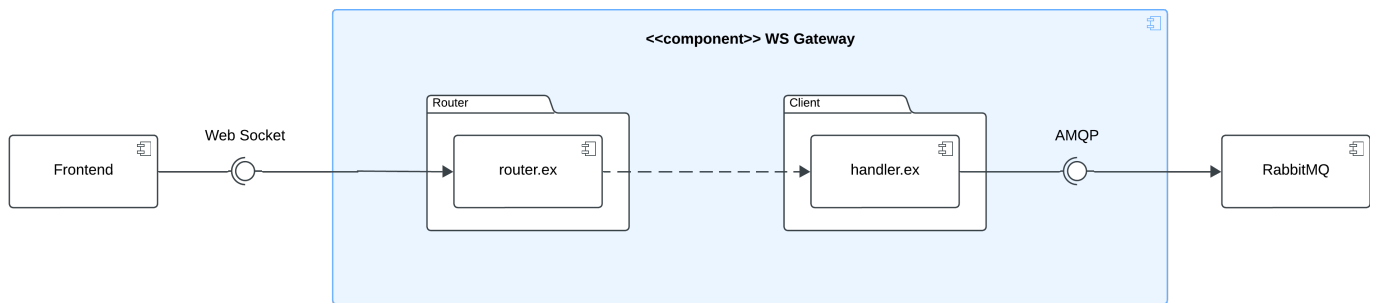 <<component>> WS Gateway
Router
Client
Web Socket
AMQP
Frontend
router.ex
handler.ex
RabbitMQ